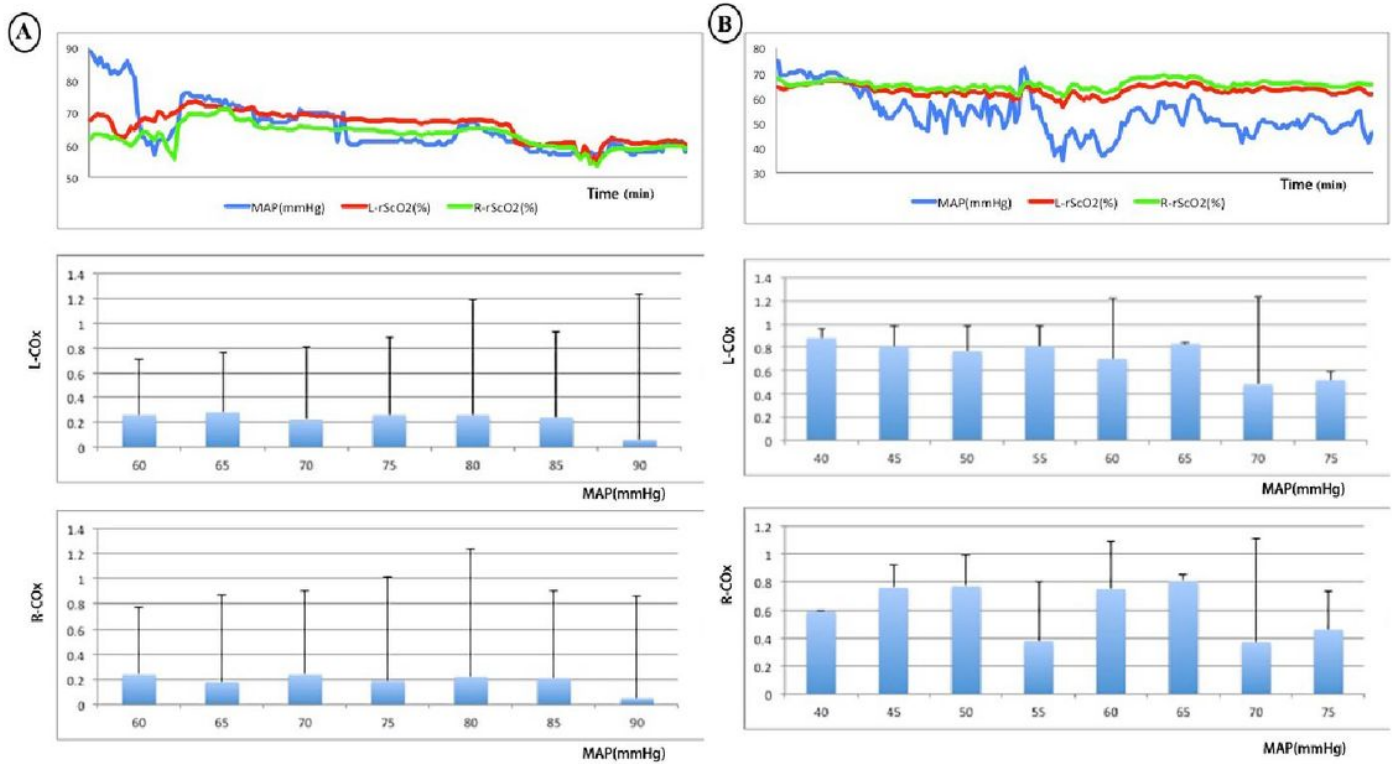 A
90
80
70
60
50
Time (min)
MAP(mmHg) L-rScO2(%) R-rScO2(%)
1.4
1.2
1
0.8
0.6
0.4
0.2
0
L-COx
60 65 70 75 80 85 90
MAP(mmHg)
1.4
1.2
1
0.8
0.6
0.4
0.2
0
R-COx
60 65 70 75 80 85 90
MAP(mmHg)
B
80
70
60
50
40
30
Time (min)
MAP(mmHg) L-rScO2(%) R-rScO2(%)
1.4
1.2
1
0.8
0.6
0.4
0.2
0
L-COx
40 45 50 55 60 65 70 75
MAP(mmHg)
1.2
1
0.8
0.6
0.4
0.2
0
R-COx
40 45 50 55 60 65 70 75
MAP(mmHg)